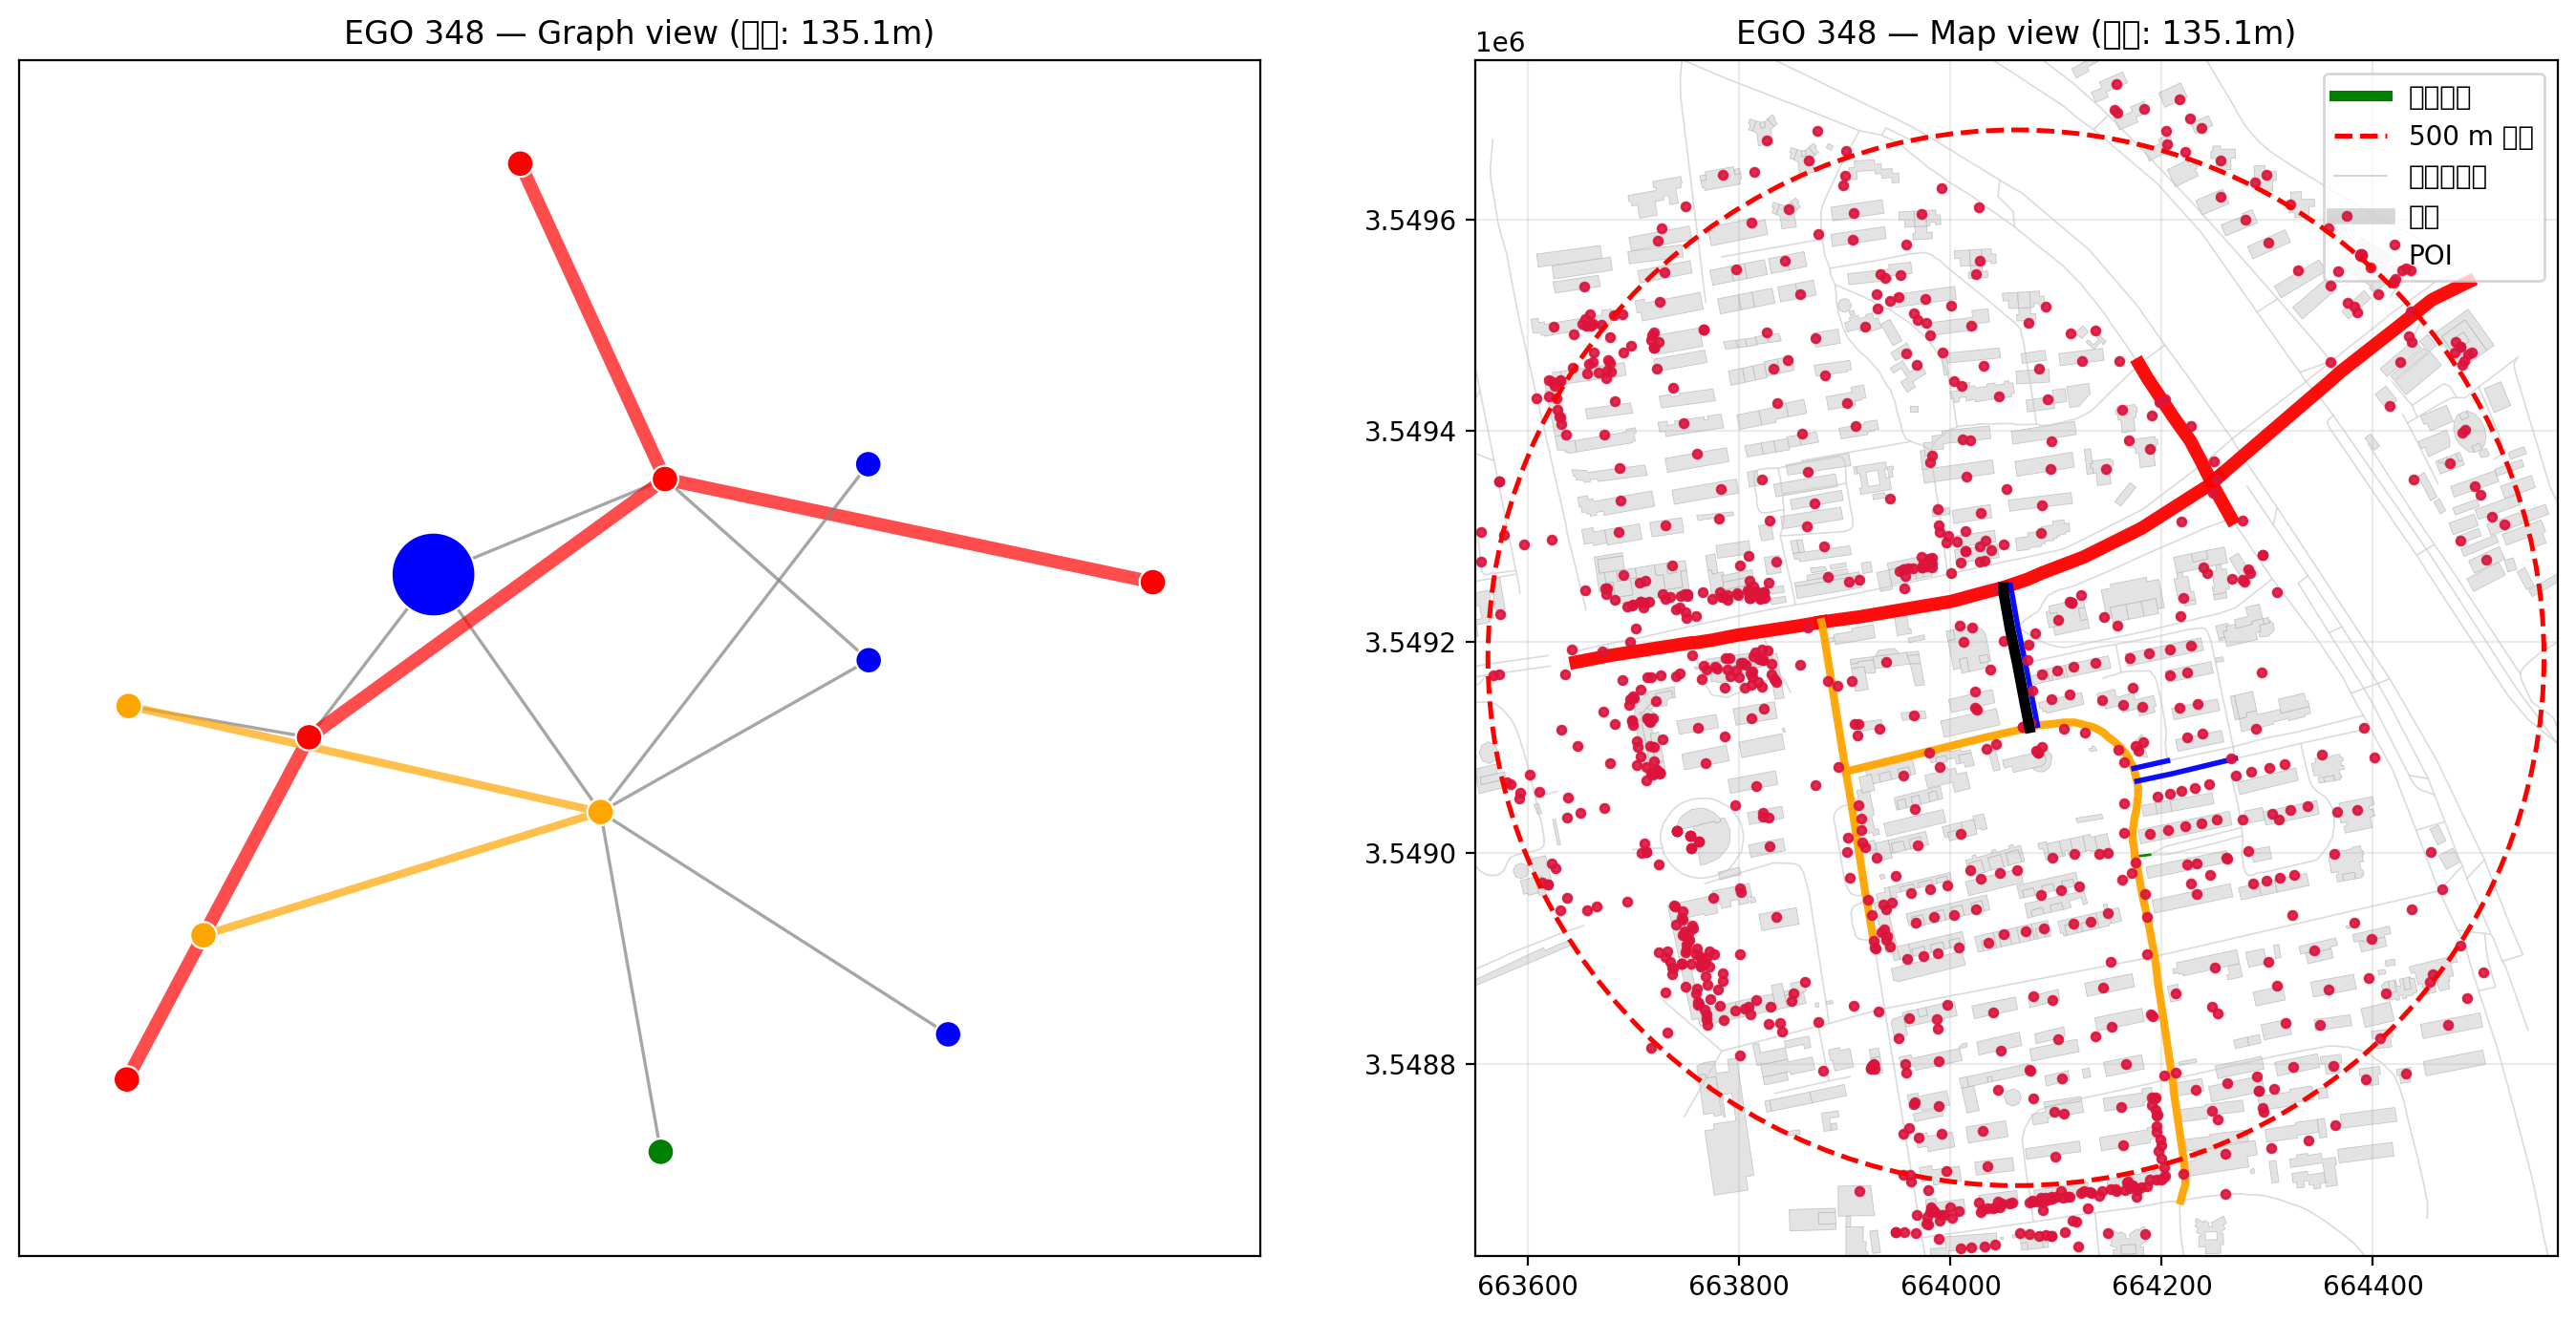 EGO 348 — Graph view (: 135.1m)
EGO 348 — Map view (: 135.1m)
1e6
500 m
POI
3.5496
3.5494
3.5492
3.5490
3.5488
663600
663800
664000
664200
664400